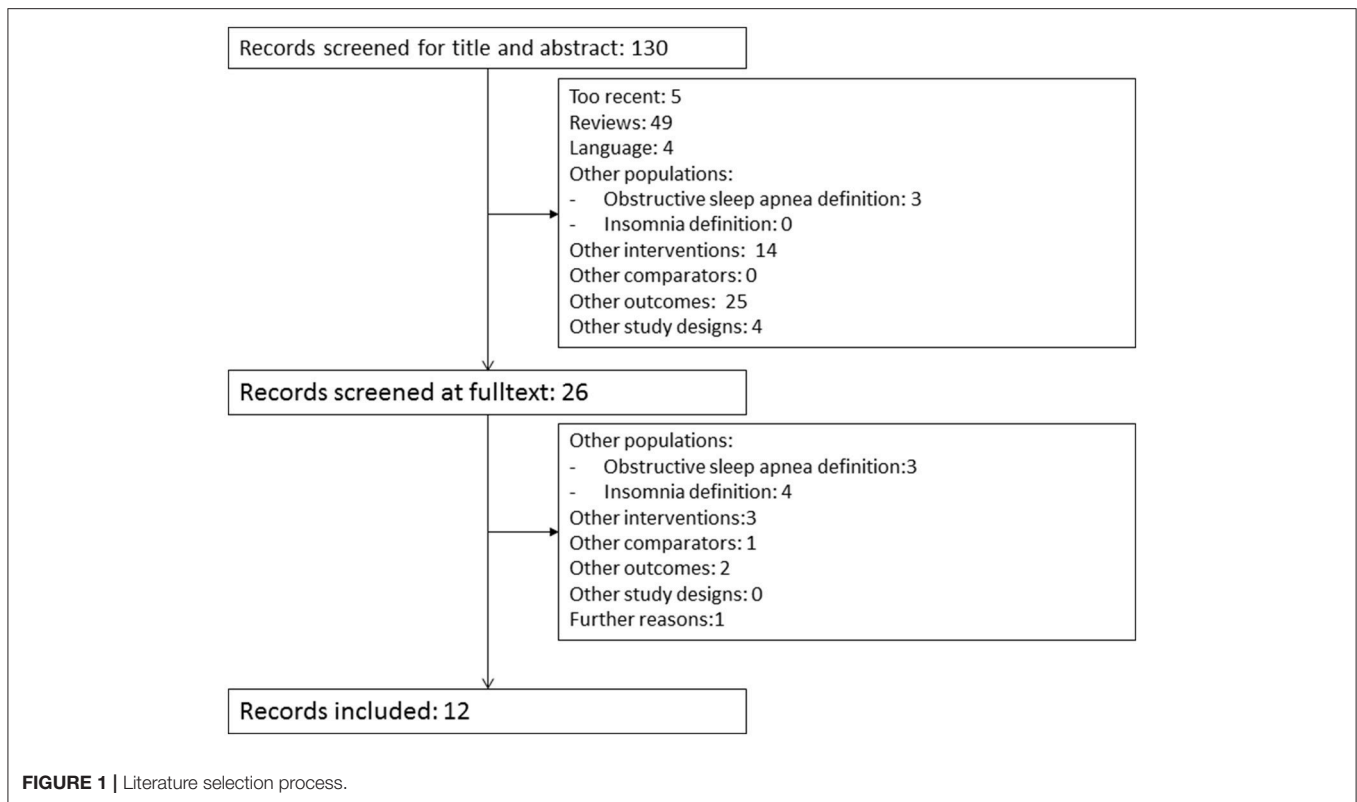 Records screened for title and abstract: 130
Too recent: 5
Reviews: 49
Language: 4
Other populations:
- Obstructive sleep apnea definition: 3
- Insomnia definition: 0
Other interventions: 14
Other comparators: 0
Other outcomes: 25
Other study designs: 4
Records screened at fulltext: 26
Other populations:
- Obstructive sleep apnea definition:3
- Insomnia definition: 4
Other interventions:3
Other comparators: 1
Other outcomes: 2
Other study designs: 0
Further reasons:1
Records included: 12
FIGURE 1 | Literature selection process.